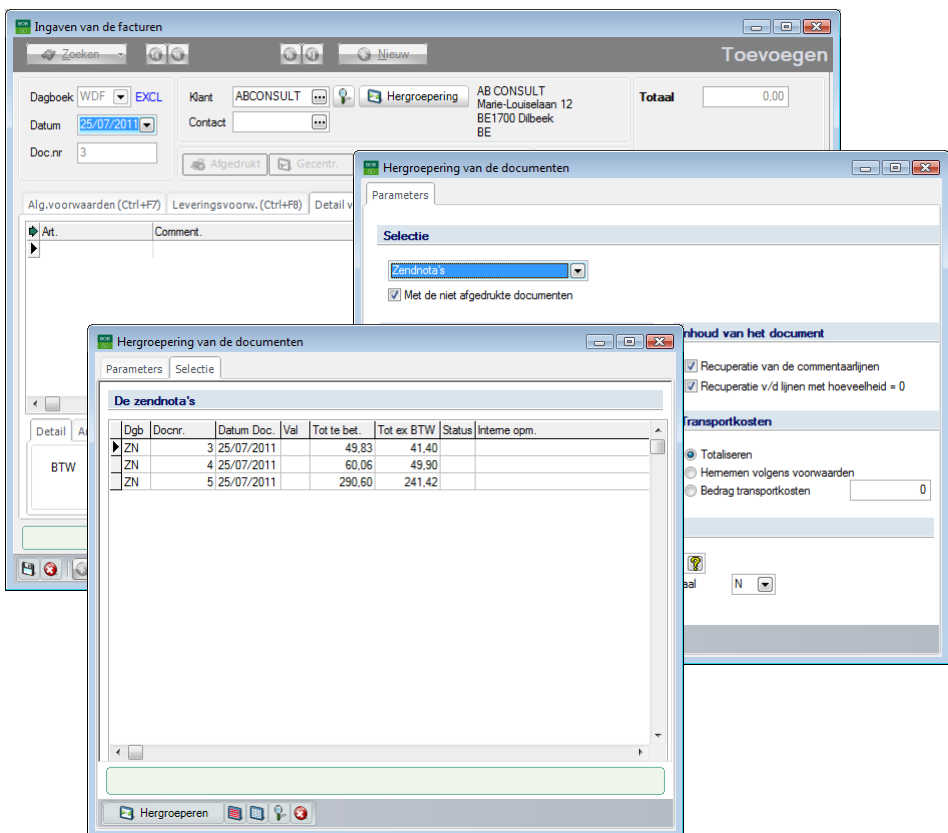 BOB 50 Ingaven van de facturen
Zoeken Nieuw Toevoegen
Dagboek WDF EXCL Klant ABCONSULT Hergroepering AB CONSULT Totaal 0,00
Marie-Louiselaan 12
Datum 25/07/2011 Contact BE1700 Dilbeek
BE
Doc.nr 3
Afgedrukt Gecentr.
Alg.voorwaarden (Ctrl+F7) Leveringsvoorw. (Ctrl+F8) Detail v
Art. Comment.
Detail
BTW
Hergroepering van de documenten
Parameters
Selectie
Zendnota's
Met de niet afgedrukte documenten
nhoud van het document
Recuperatie van de commentaarlijnen
Recuperatie v/d lijnen met hoeveelheid = 0
Transportkosten
Totaliseren
Hernemen volgens voorwaarden
Bedrag transportkosten 0
aal N
Hergroepering van de documenten
Parameters Selectie
De zendnota's
Dgb Docnr. Datum Doc. Val Tot te bet. Tot ex BTW Status Interne opm.
ZN 3 25/07/2011 49,83 41,40
ZN 4 25/07/2011 60,06 49,90
ZN 5 25/07/2011 290,60 241,42
Hergroeperen